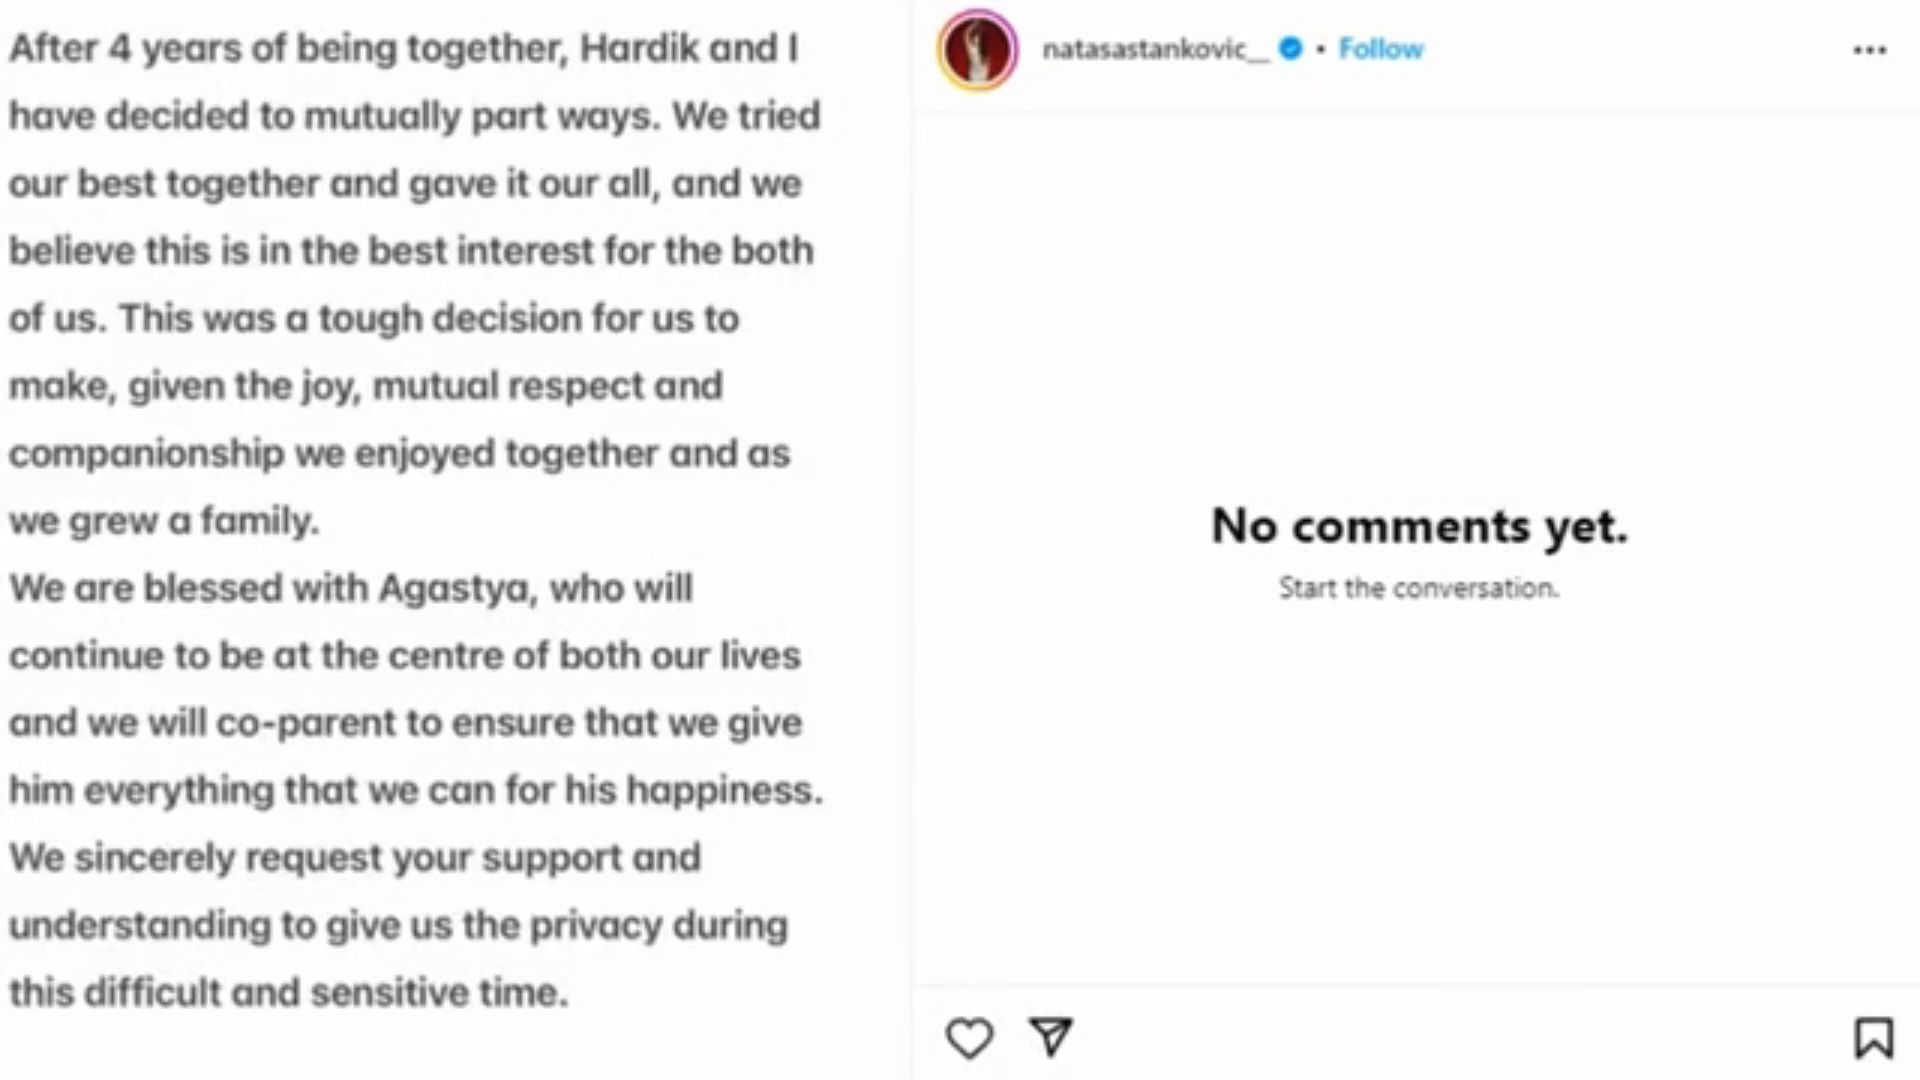 After 4 years of being together, Hardik and I
have decided to mutually part ways. We tried
our best together and gave it our all, and we
believe this is in the best interest for the both
of us. This was a tough decision for us to
make, given the joy, mutual respect and
companionship we enjoyed together and as
we grew a family.
We are blessed with Agastya, who will
continue to be at the centre of both our lives
and we will co-parent to ensure that we give
him everything that we can for his happiness.
We sincerely request your support and
understanding to give us the privacy during
this difficult and sensitive time.
natasastankovic__ • Follow
No comments yet.
Start the conversation.